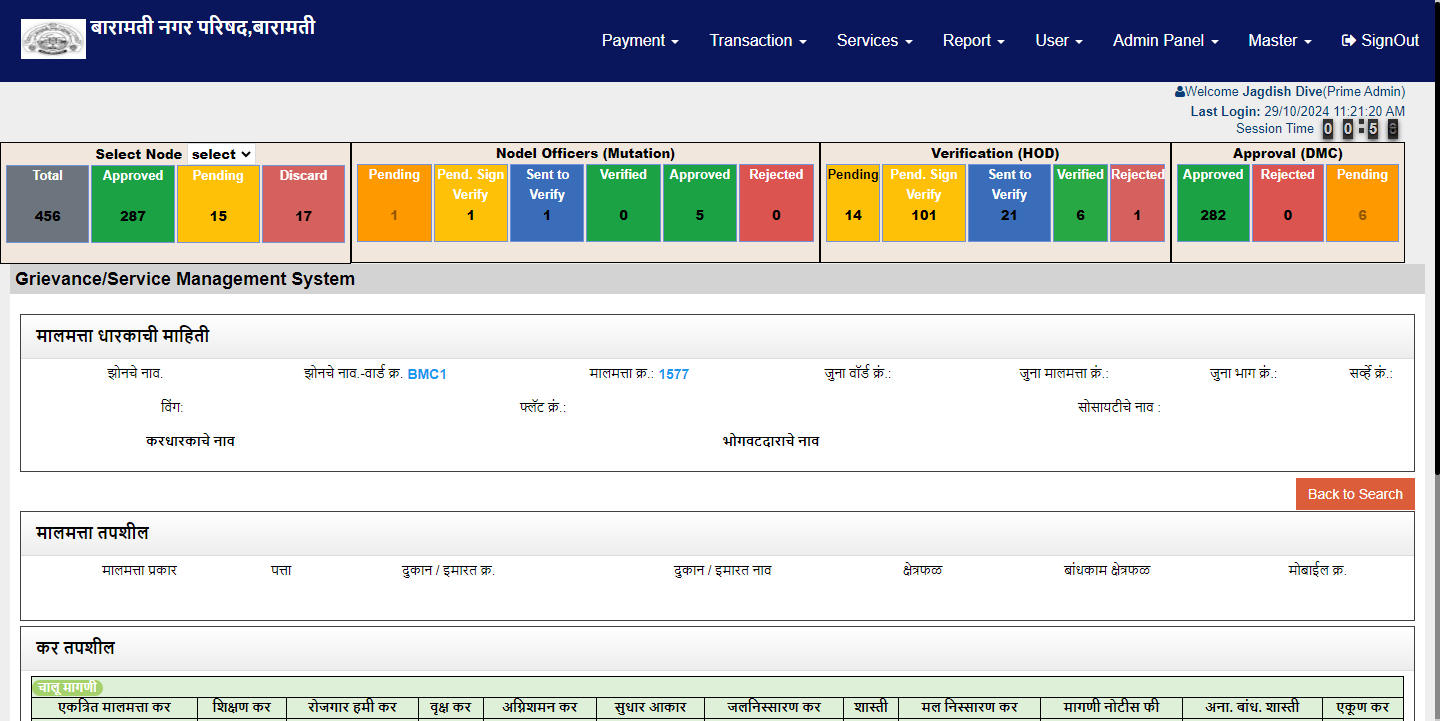 बारामती नगर परिषद,बारामती
Payment Transaction Services Report User Admin Panel Master SignOut
Welcome Jagdish Dive(Prime Admin)
Last Login: 29/10/2024 11:21:20 AM
Session Time 0 0 : 5
Select Node select Nodel Officers (Mutation) Verification (HOD) Approval (DMC)
Total Approved Pending Discard Pending Pend. Sign Verify Sent to Verify Verified Approved Rejected Pending Pend. Sign Verify Sent to Verify Verified Rejected Approved Rejected Pending
456 287 15 17 1 1 1 0 5 0 14 101 21 6 1 282 0 6
Grievance/Service Management System
मालमत्ता धारकाची माहिती
झोनचे नाव. झोनचे नाव.-वार्ड क्र. BMC1 मालमत्ता क्र.: 1577 जुना वॉर्ड क्रं.: जुना मालमत्ता क्रं.: जुना भाग क्रं.: सर्व्हे क्रं.:
विंग: फ्लॅट क्रं.: सोसायटीचे नाव :
करधारकाचे नाव भोगवटदाराचे नाव
Back to Search
मालमत्ता तपशील
मालमत्ता प्रकार पत्ता दुकान / इमारत क्र. दुकान / इमारत नाव क्षेत्रफळ बांधकाम क्षेत्रफळ मोबाईल क्र.
कर तपशील
चालू मागणी
एकत्रित मालमत्ता कर शिक्षण कर रोजगार हमी कर वृक्ष कर अग्निशमन कर सुधार आकार जलनिस्सारण कर शास्ती मल निस्सारण कर मागणी नोटीस फी अना. बांध. शास्ती एकूण कर